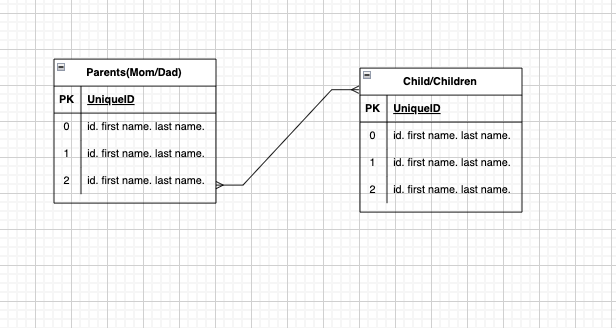 Parents(Mom/Dad)
PK UniqueID
0 id. first name. last name.
1 id. first name. last name.
2 id. first name. last name.
Child/Children
PK UniqueID
0 id. first name. last name.
1 id. first name. last name.
2 id. first name. last name.